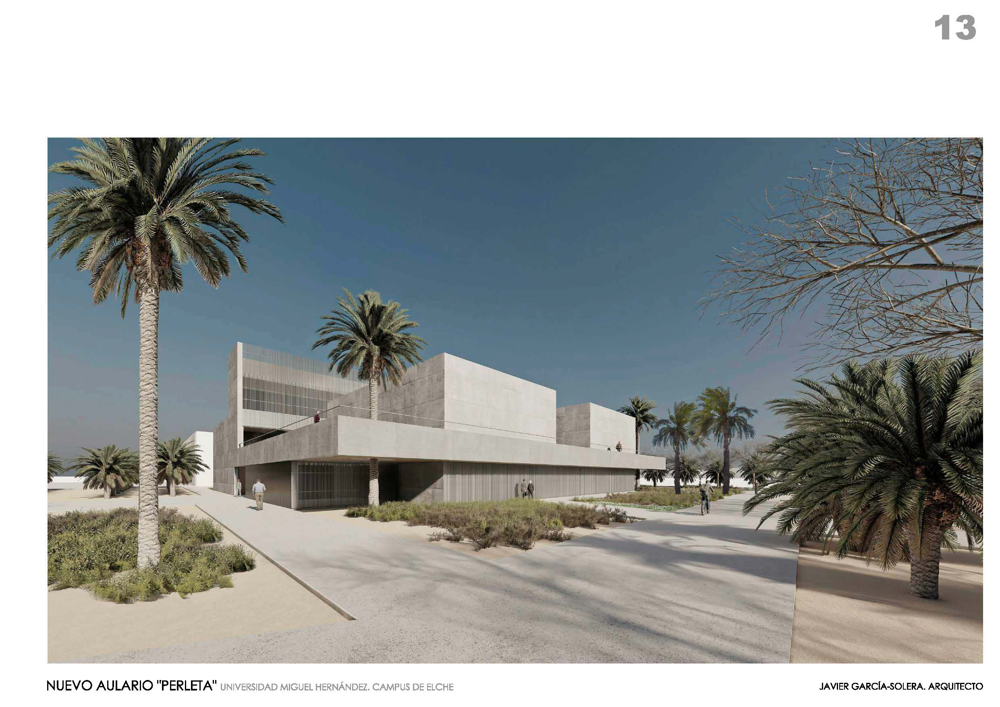 13
NUEVO AULARIO "PERLETA" UNIVERSIDAD MIGUEL HERNÁNDEZ. CAMPUS DE ELCHE
JAVIER GARCÍA-SOLERA. ARQUITECTO